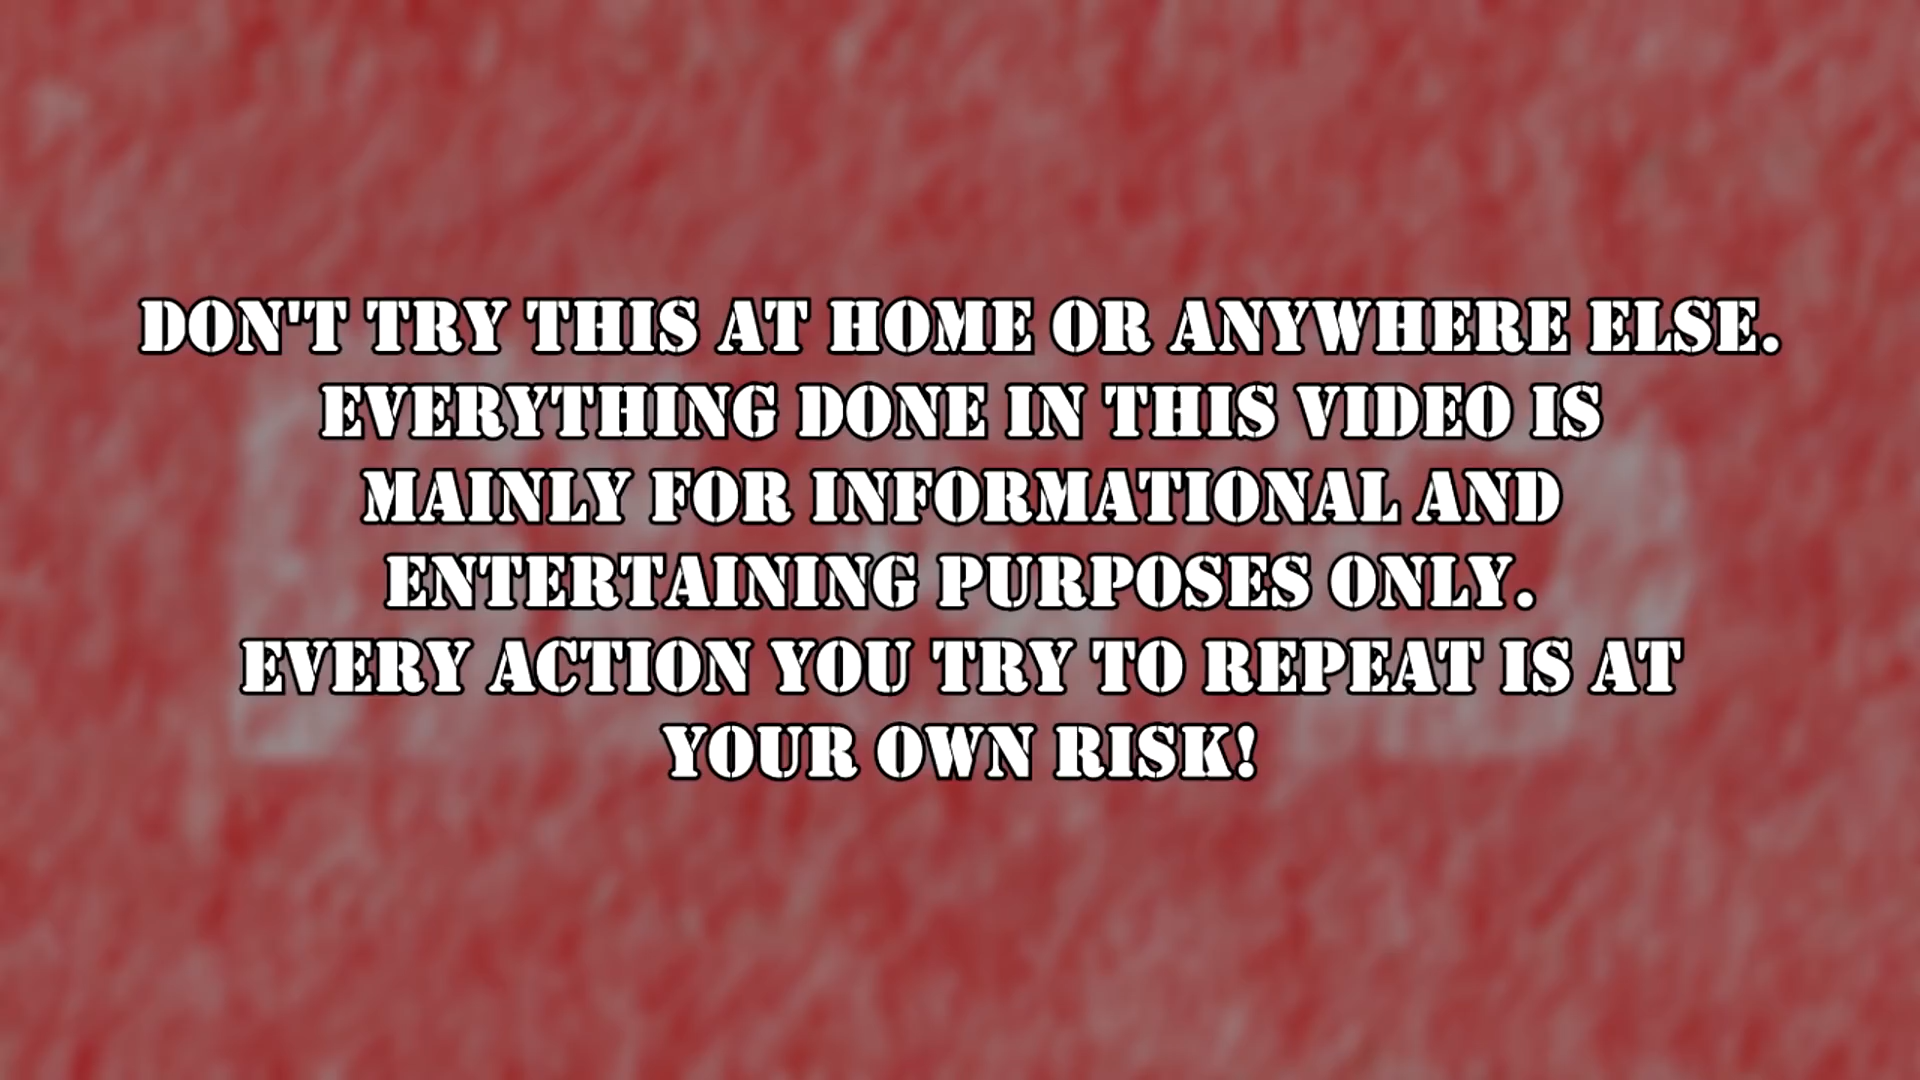 DON'T TRY THIS AT HOME OR ANYWHERE ELSE.
EVERYTHING DONE IN THIS VIDEO IS
MAINLY FOR INFORMATIONAL AND
ENTERTAINING PURPOSES ONLY.
EVERY ACTION YOU TRY TO REPEAT IS AT
YOUR OWN RISK!